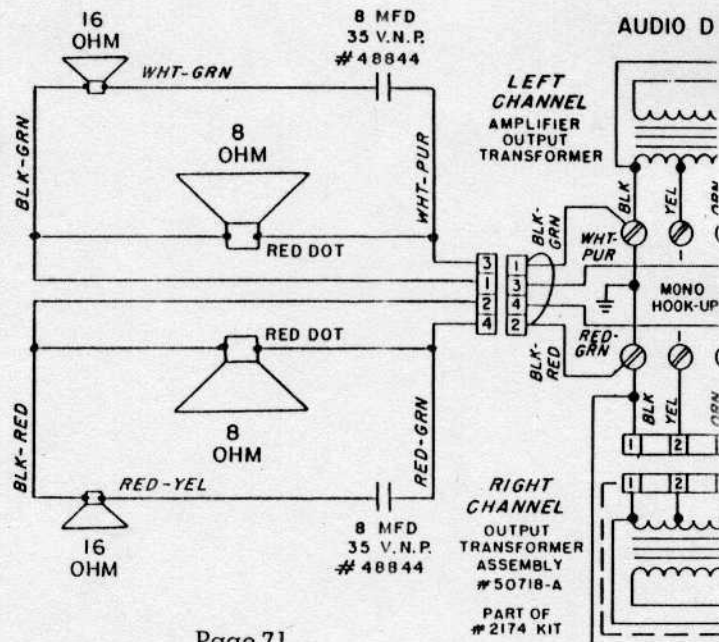 16
OHM
8 MFD
35 V.N.P.
#48844
AUDIO D
WHT-GRN
LEFT
CHANNEL
AMPLIFIER
OUTPUT
TRANSFORMER
8
OHM
BLK-GRN
WHT-PUR
RED DOT
BLK
YEL
ORN
BLK-
GRN
WHT-
PUR
1
3
1
2
4
1
3
4
2
MONO
HOOK-UP
RED DOT
RED-
GRN
BLK-
RED
1
8
OHM
BLK-RED
RED-GRN
BLK
YEL
ORN
1
2
RED-YEL
1
2
RIGHT
CHANNEL
OUTPUT
TRANSFORMER
ASSEMBLY
#50718-A
PART OF
#2174 KIT
16
OHM
8 MFD
35 V.N.P.
#48844
Page 71